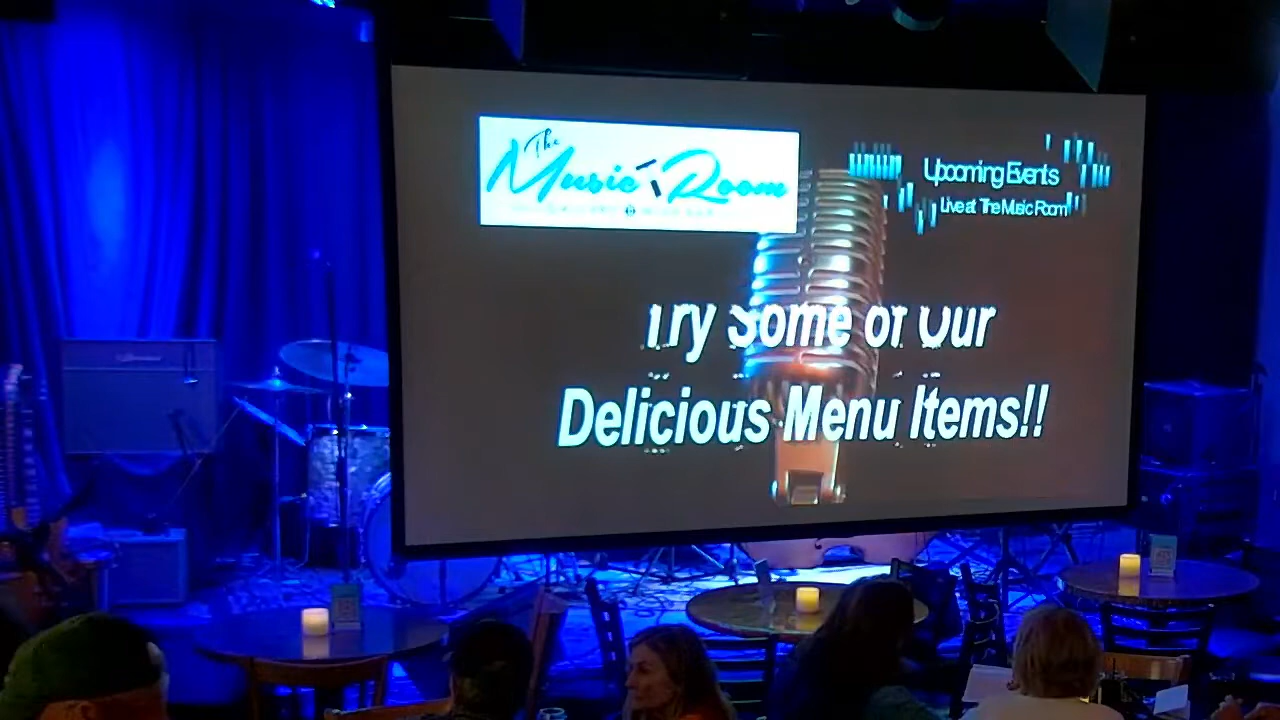 The
Music Room
Upcoming Events
Live at The Music Room
Try Some of Our
Delicious Menu Items!!